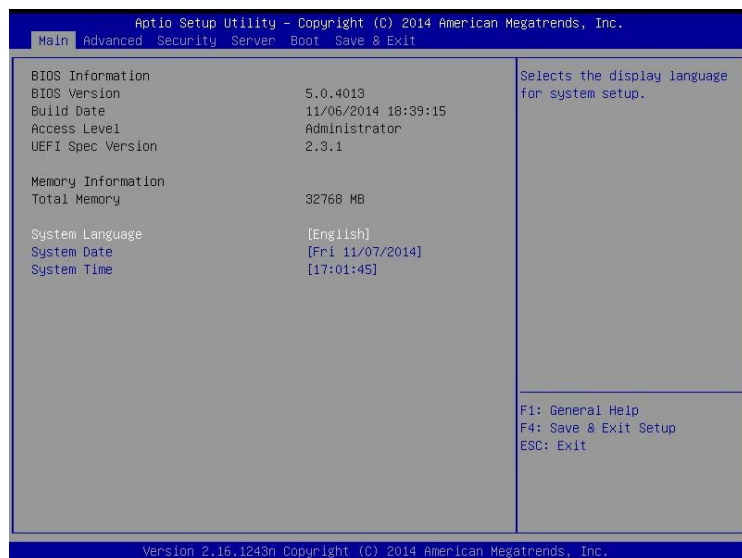 Aptio Setup Utility – Copyright (C) 2014 American Megatrends, Inc.
Main Advanced Security Server Boot Save & Exit
BIOS Information
BIOS Version 5.0.4013
Build Date 11/06/2014 18:39:15
Access Level Administrator
UEFI Spec Version 2.3.1
Memory Information
Total Memory 32768 MB
System Language [English]
System Date [Fri 11/07/2014]
System Time [17:01:45]
Selects the display language
for system setup.
F1: General Help
F4: Save & Exit Setup
ESC: Exit
Version 2.16.1243n Copyright (C) 2014 American Megatrends, Inc.